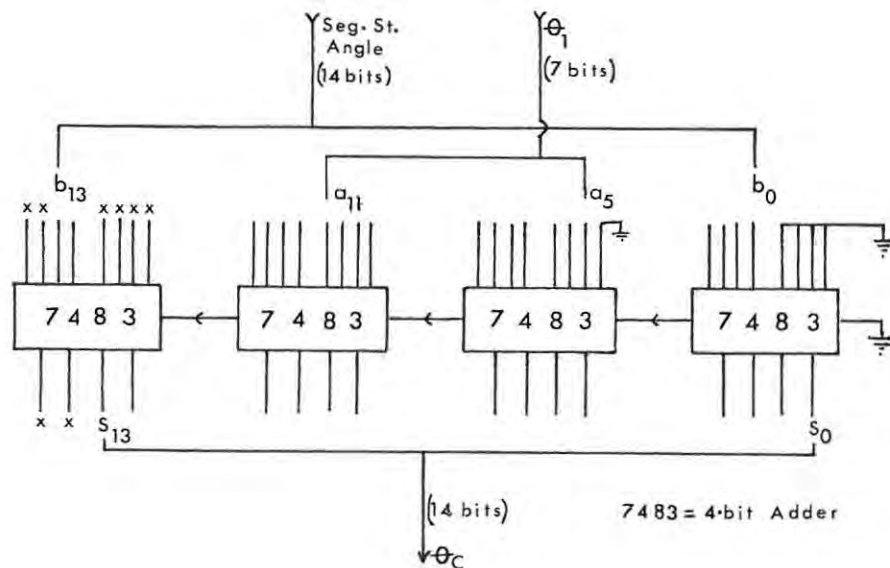 Seg. St.
Angle
(14 bits)
θ1
(7 bits)
b13
a11
a5
b0
x x x x x x
7 4 8 3
7 4 8 3
7 4 8 3
7 4 8 3
x x S13
S0
(14 bits)
7483 = 4-bit Adder
θC